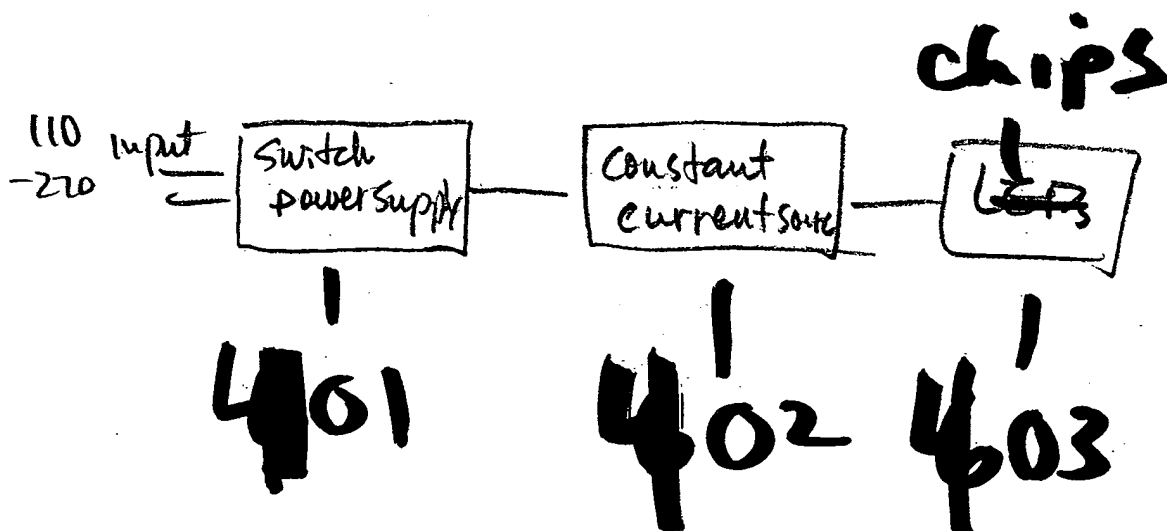 chips
110 input
-220
switch
powersupply
constant
currentsource
LEDs
401
402
403